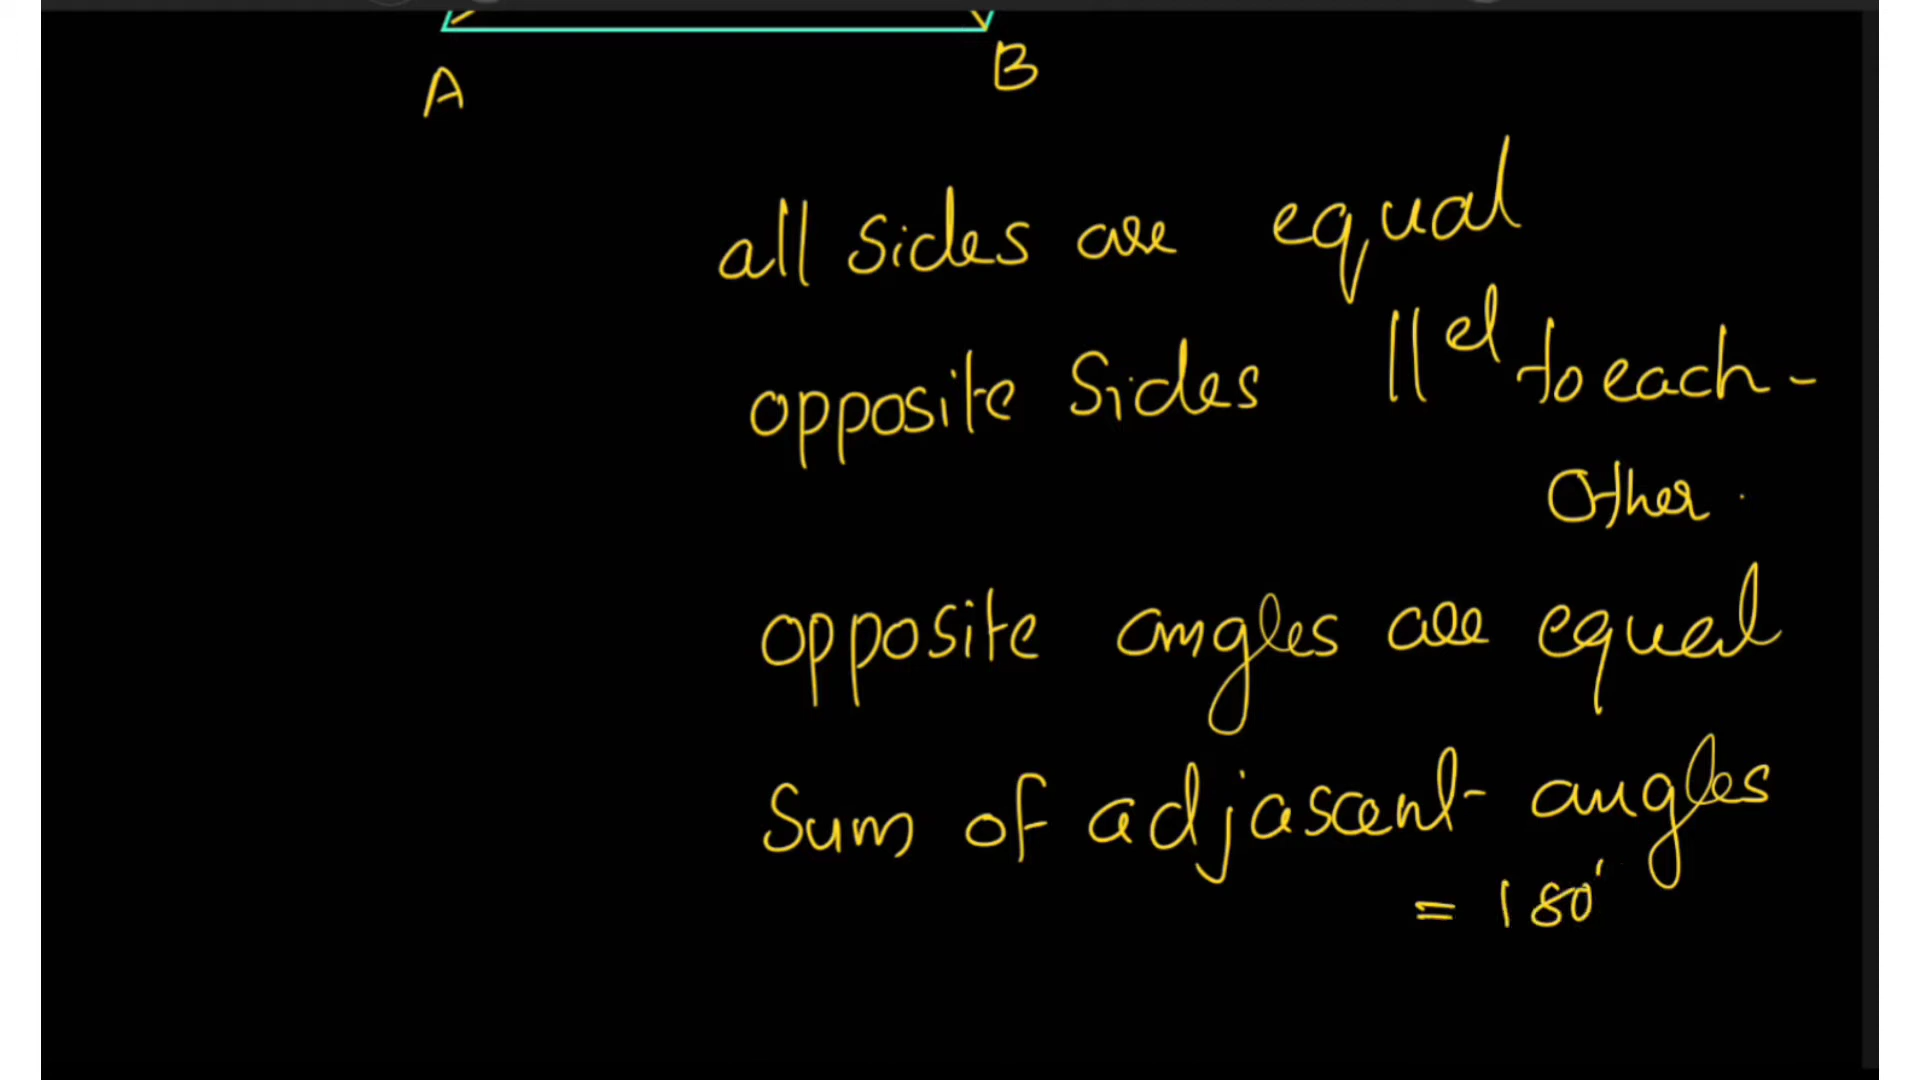 A
B
all sides are equal
opposite Sides ||el to each-
Other.
opposite angles are equal
Sum of adjascent angles
= 180°